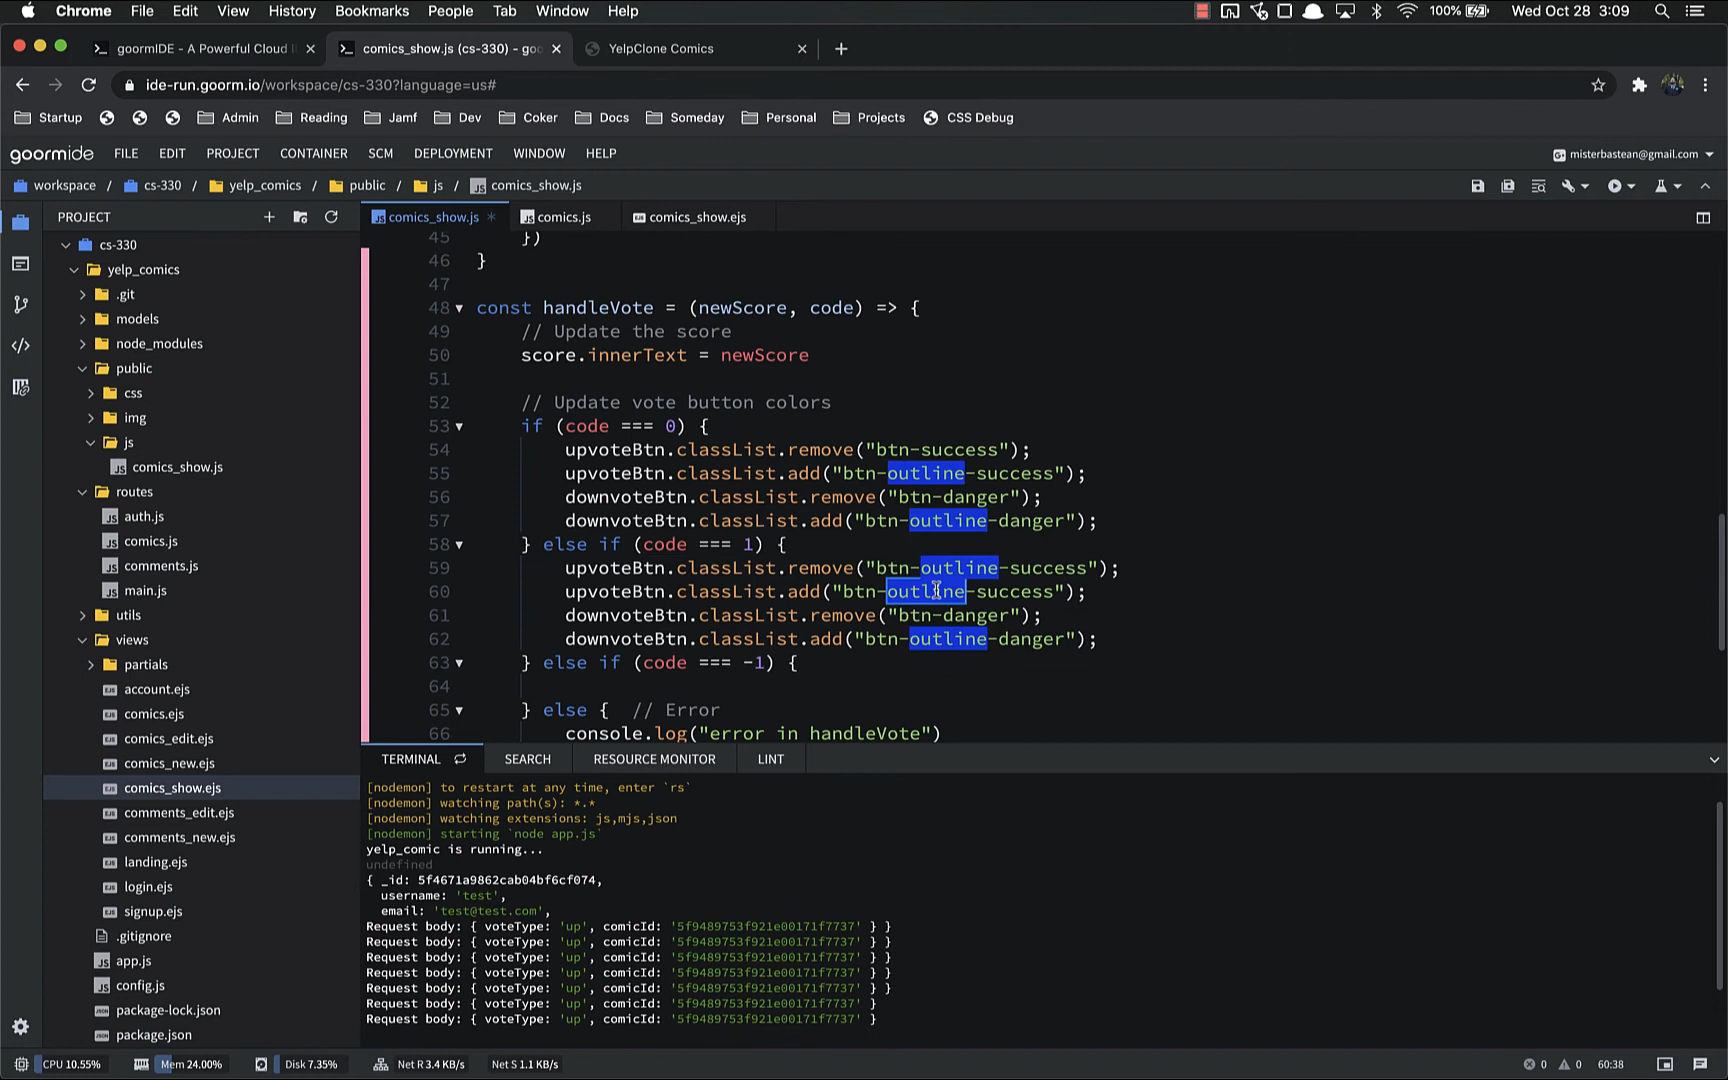 Chrome File Edit View History Bookmarks People Tab Window Help 100% Wed Oct 28 3:09
goormIDE - A Powerful Cloud I comics_show.js (cs-330) - goo YelpClone Comics
ide-run.goorm.io/workspace/cs-330?language=us#
Startup Admin Reading Jamf Dev Coker Docs Someday Personal Projects CSS Debug
goormide FILE EDIT PROJECT CONTAINER SCM DEPLOYMENT WINDOW HELP misterbastean@gmail.com
workspace / cs-330 / yelp_comics / public / js / comics_show.js
PROJECT
cs-330
yelp_comics
.git
models
node_modules
public
css
img
js
comics_show.js
routes
auth.js
comics.js
comments.js
main.js
utils
views
partials
account.ejs
comics.ejs
comics_edit.ejs
comics_new.ejs
comics_show.ejs
comments_edit.ejs
comments_new.ejs
landing.ejs
login.ejs
signup.ejs
.gitignore
app.js
config.js
package-lock.json
package.json
comics_show.js * comics.js comics_show.ejs
45 })
46 }
47
48 const handleVote = (newScore, code) => {
49 // Update the score
50 score.innerText = newScore
51
52 // Update vote button colors
53 if (code === 0) {
54 upvoteBtn.classList.remove("btn-success");
55 upvoteBtn.classList.add("btn-outline-success");
56 downvoteBtn.classList.remove("btn-danger");
57 downvoteBtn.classList.add("btn-outline-danger");
58 } else if (code === 1) {
59 upvoteBtn.classList.remove("btn-outline-success");
60 upvoteBtn.classList.add("btn-outline-success");
61 downvoteBtn.classList.remove("btn-danger");
62 downvoteBtn.classList.add("btn-outline-danger");
63 } else if (code === -1) {
64
65 } else { // Error
66 console.log("error in handleVote")
TERMINAL SEARCH RESOURCE MONITOR LINT
[nodemon] to restart at any time, enter `rs`
[nodemon] watching path(s): *.*
[nodemon] watching extensions: js,mjs,json
[nodemon] starting `node app.js`
yelp_comic is running...
undefined
{ _id: 5f4671a9862cab04bf6cf074,
username: 'test',
email: 'test@test.com',
Request body: { voteType: 'up', comicId: '5f9489753f921e00171f7737' } }
Request body: { voteType: 'up', comicId: '5f9489753f921e00171f7737' } }
Request body: { voteType: 'up', comicId: '5f9489753f921e00171f7737' } }
Request body: { voteType: 'up', comicId: '5f9489753f921e00171f7737' } }
Request body: { voteType: 'up', comicId: '5f9489753f921e00171f7737' } }
Request body: { voteType: 'up', comicId: '5f9489753f921e00171f7737' }
Request body: { voteType: 'up', comicId: '5f9489753f921e00171f7737' }
CPU 10.55% Mem 24.00% Disk 7.35% Net R 3.4 KB/s Net S 1.1 KB/s 0 0 60:38